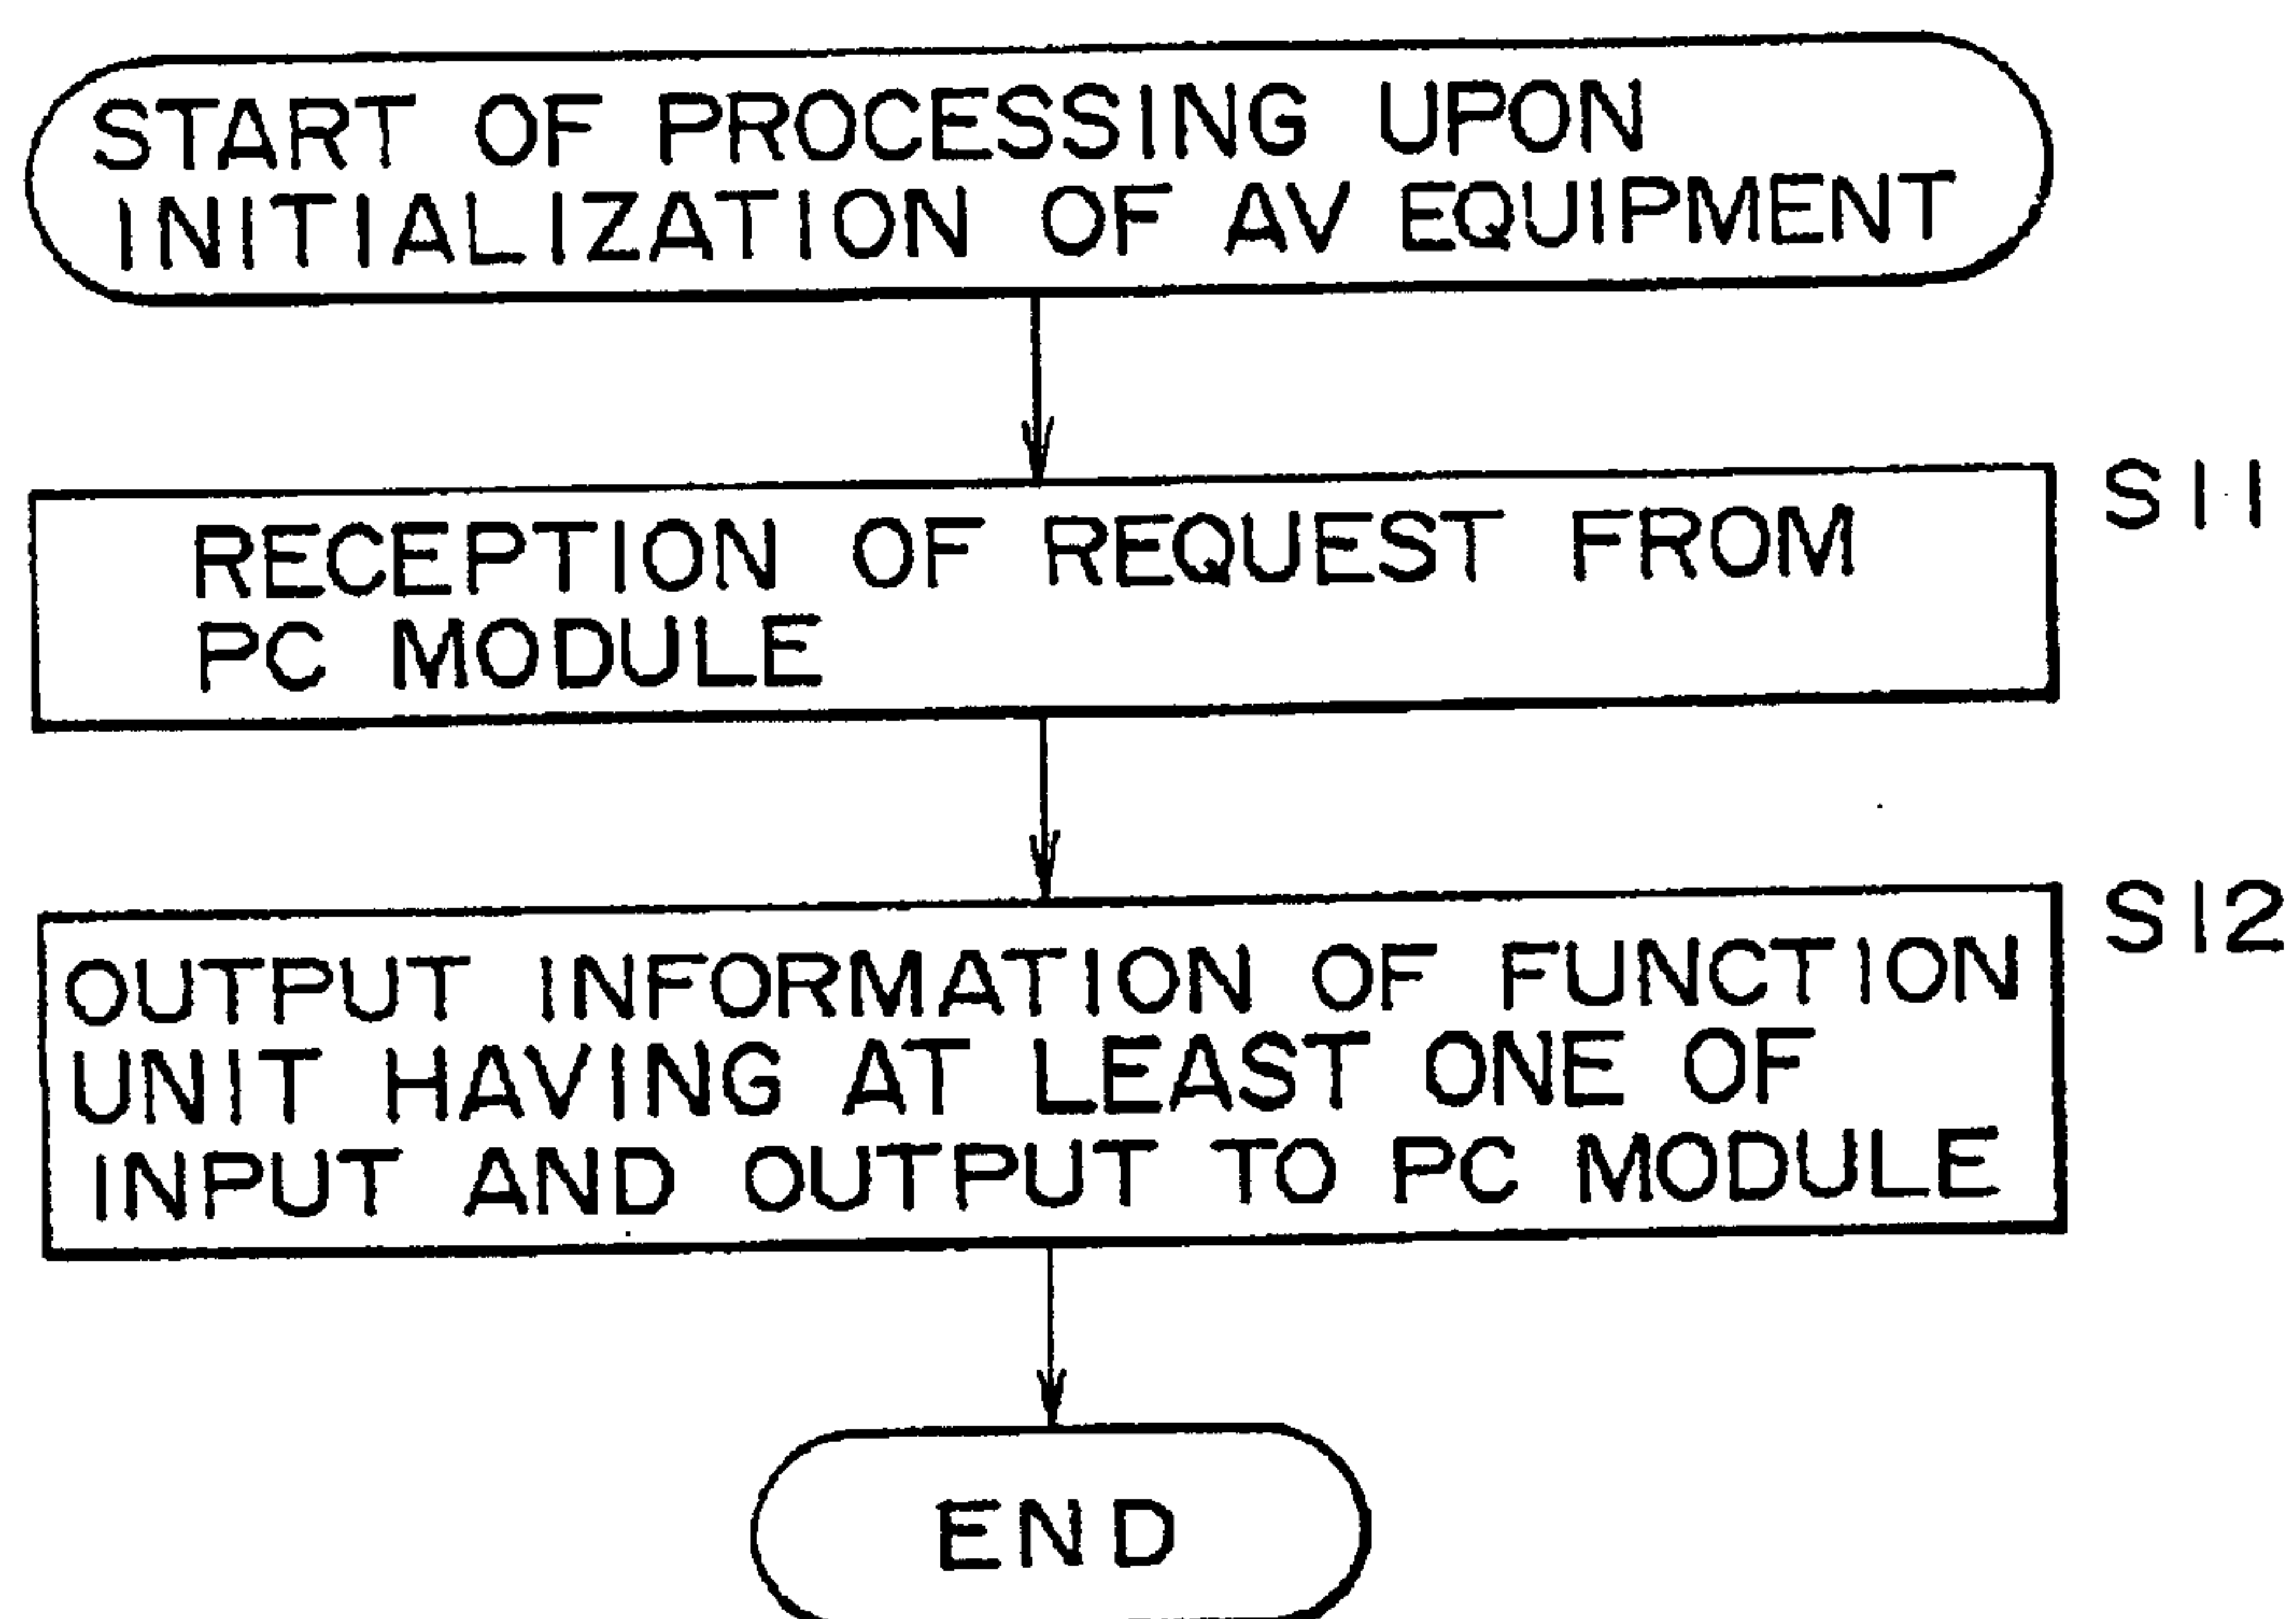 START OF PROCESSING UPON
INITIALIZATION OF AV EQUIPMENT
S11
RECEPTION OF REQUEST FROM
PC MODULE
S12
OUTPUT INFORMATION OF FUNCTION
UNIT HAVING AT LEAST ONE OF
INPUT AND OUTPUT TO PC MODULE
END